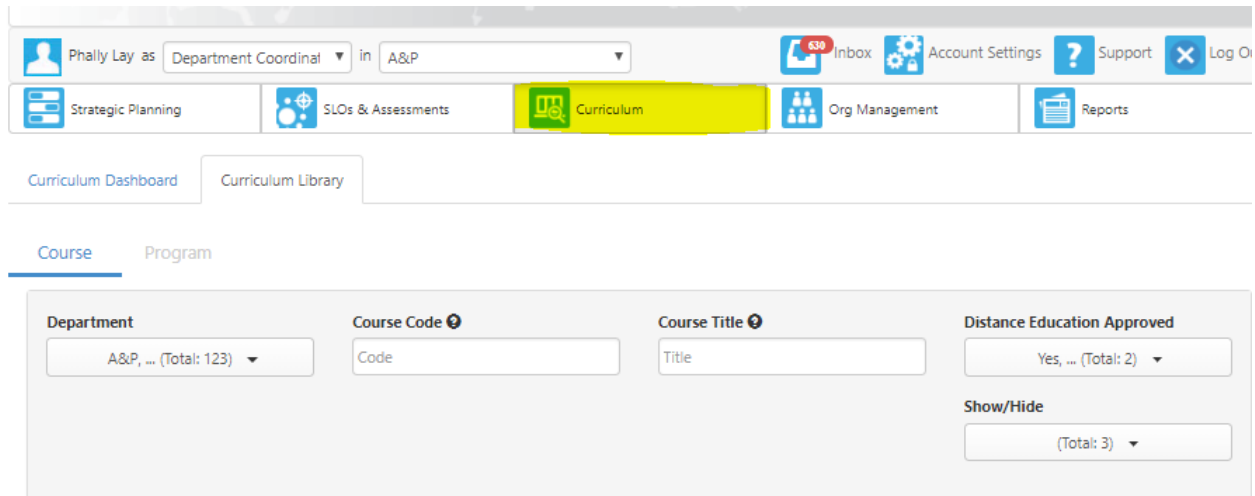 Phally Lay as Department Coordinat in A&P 630 Inbox Account Settings ? Support Log Ou
Strategic Planning SLOs & Assessments Curriculum Org Management Reports
Curriculum Dashboard Curriculum Library
Course Program
Department Course Code ? Course Title ? Distance Education Approved
A&P, ... (Total: 123) Code Title Yes, ... (Total: 2)
Show/Hide
(Total: 3)